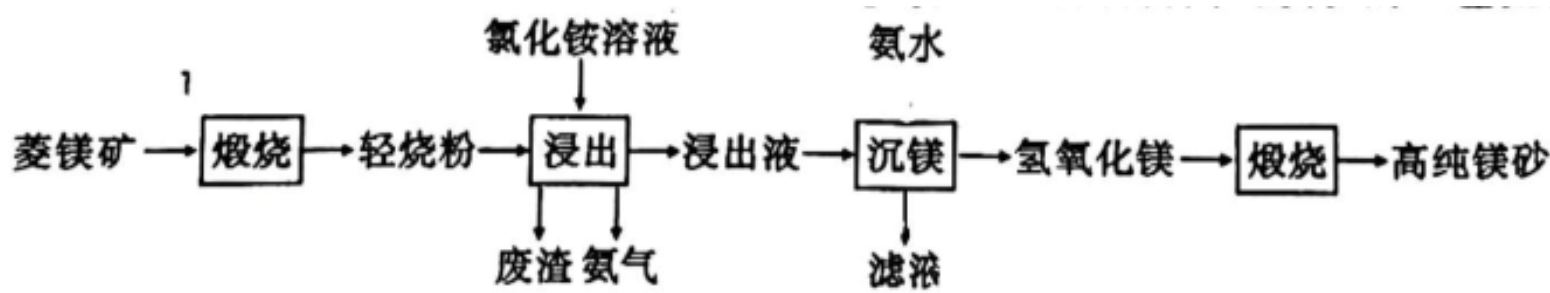 氯化铵溶液 氨水
1
菱镁矿 煅烧 轻烧粉 浸出 浸出液 沉镁 氢氧化镁 煅烧 高纯镁砂
废渣 氨气 滤液